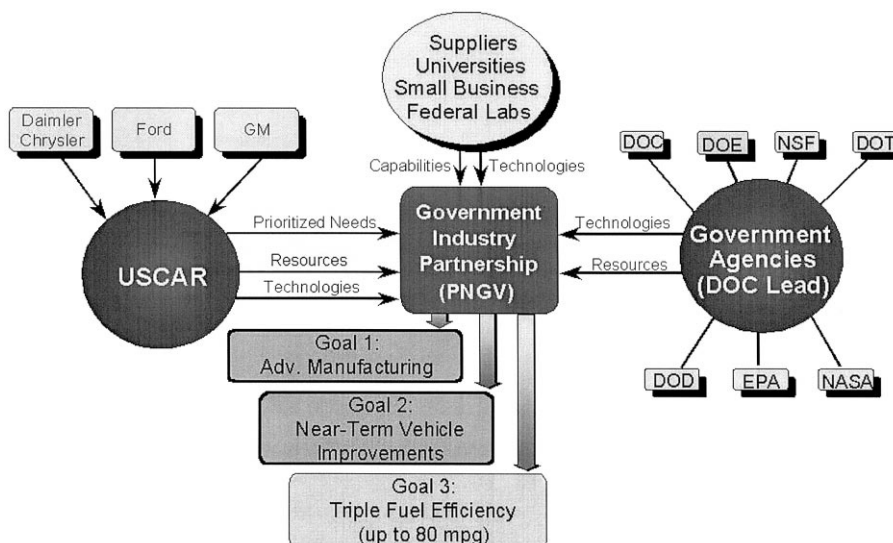 Suppliers
Universities
Small Business
Federal Labs
Daimler
Chrysler
Ford
GM
DOC
DOE
NSF
DOT
Capabilities
Technologies
Prioritized Needs
Resources
Technologies
USCAR
Government
Industry
Partnership
(PNGV)
Technologies
Resources
Government
Agencies
(DOC Lead)
Goal 1:
Adv. Manufacturing
DOD
EPA
NASA
Goal 2:
Near-Term Vehicle
Improvements
Goal 3:
Triple Fuel Efficiency
(up to 80 mpg)